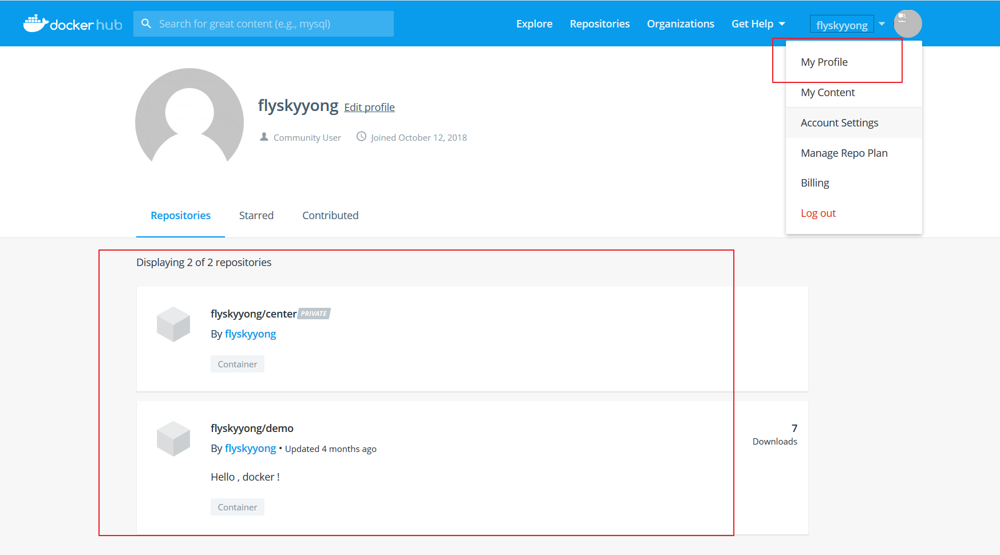 docker hub
Search for great content (e.g., mysql)
Explore
Repositories
Organizations
Get Help
flyskyyong
My Profile
My Content
Account Settings
Manage Repo Plan
Billing
Log out
flyskyyong Edit profile
Community User Joined October 12, 2018
Repositories Starred Contributed
Displaying 2 of 2 repositories
flyskyyong/center PRIVATE
By flyskyyong
Container
flyskyyong/demo
By flyskyyong • Updated 4 months ago
Hello , docker !
Container
7
Downloads